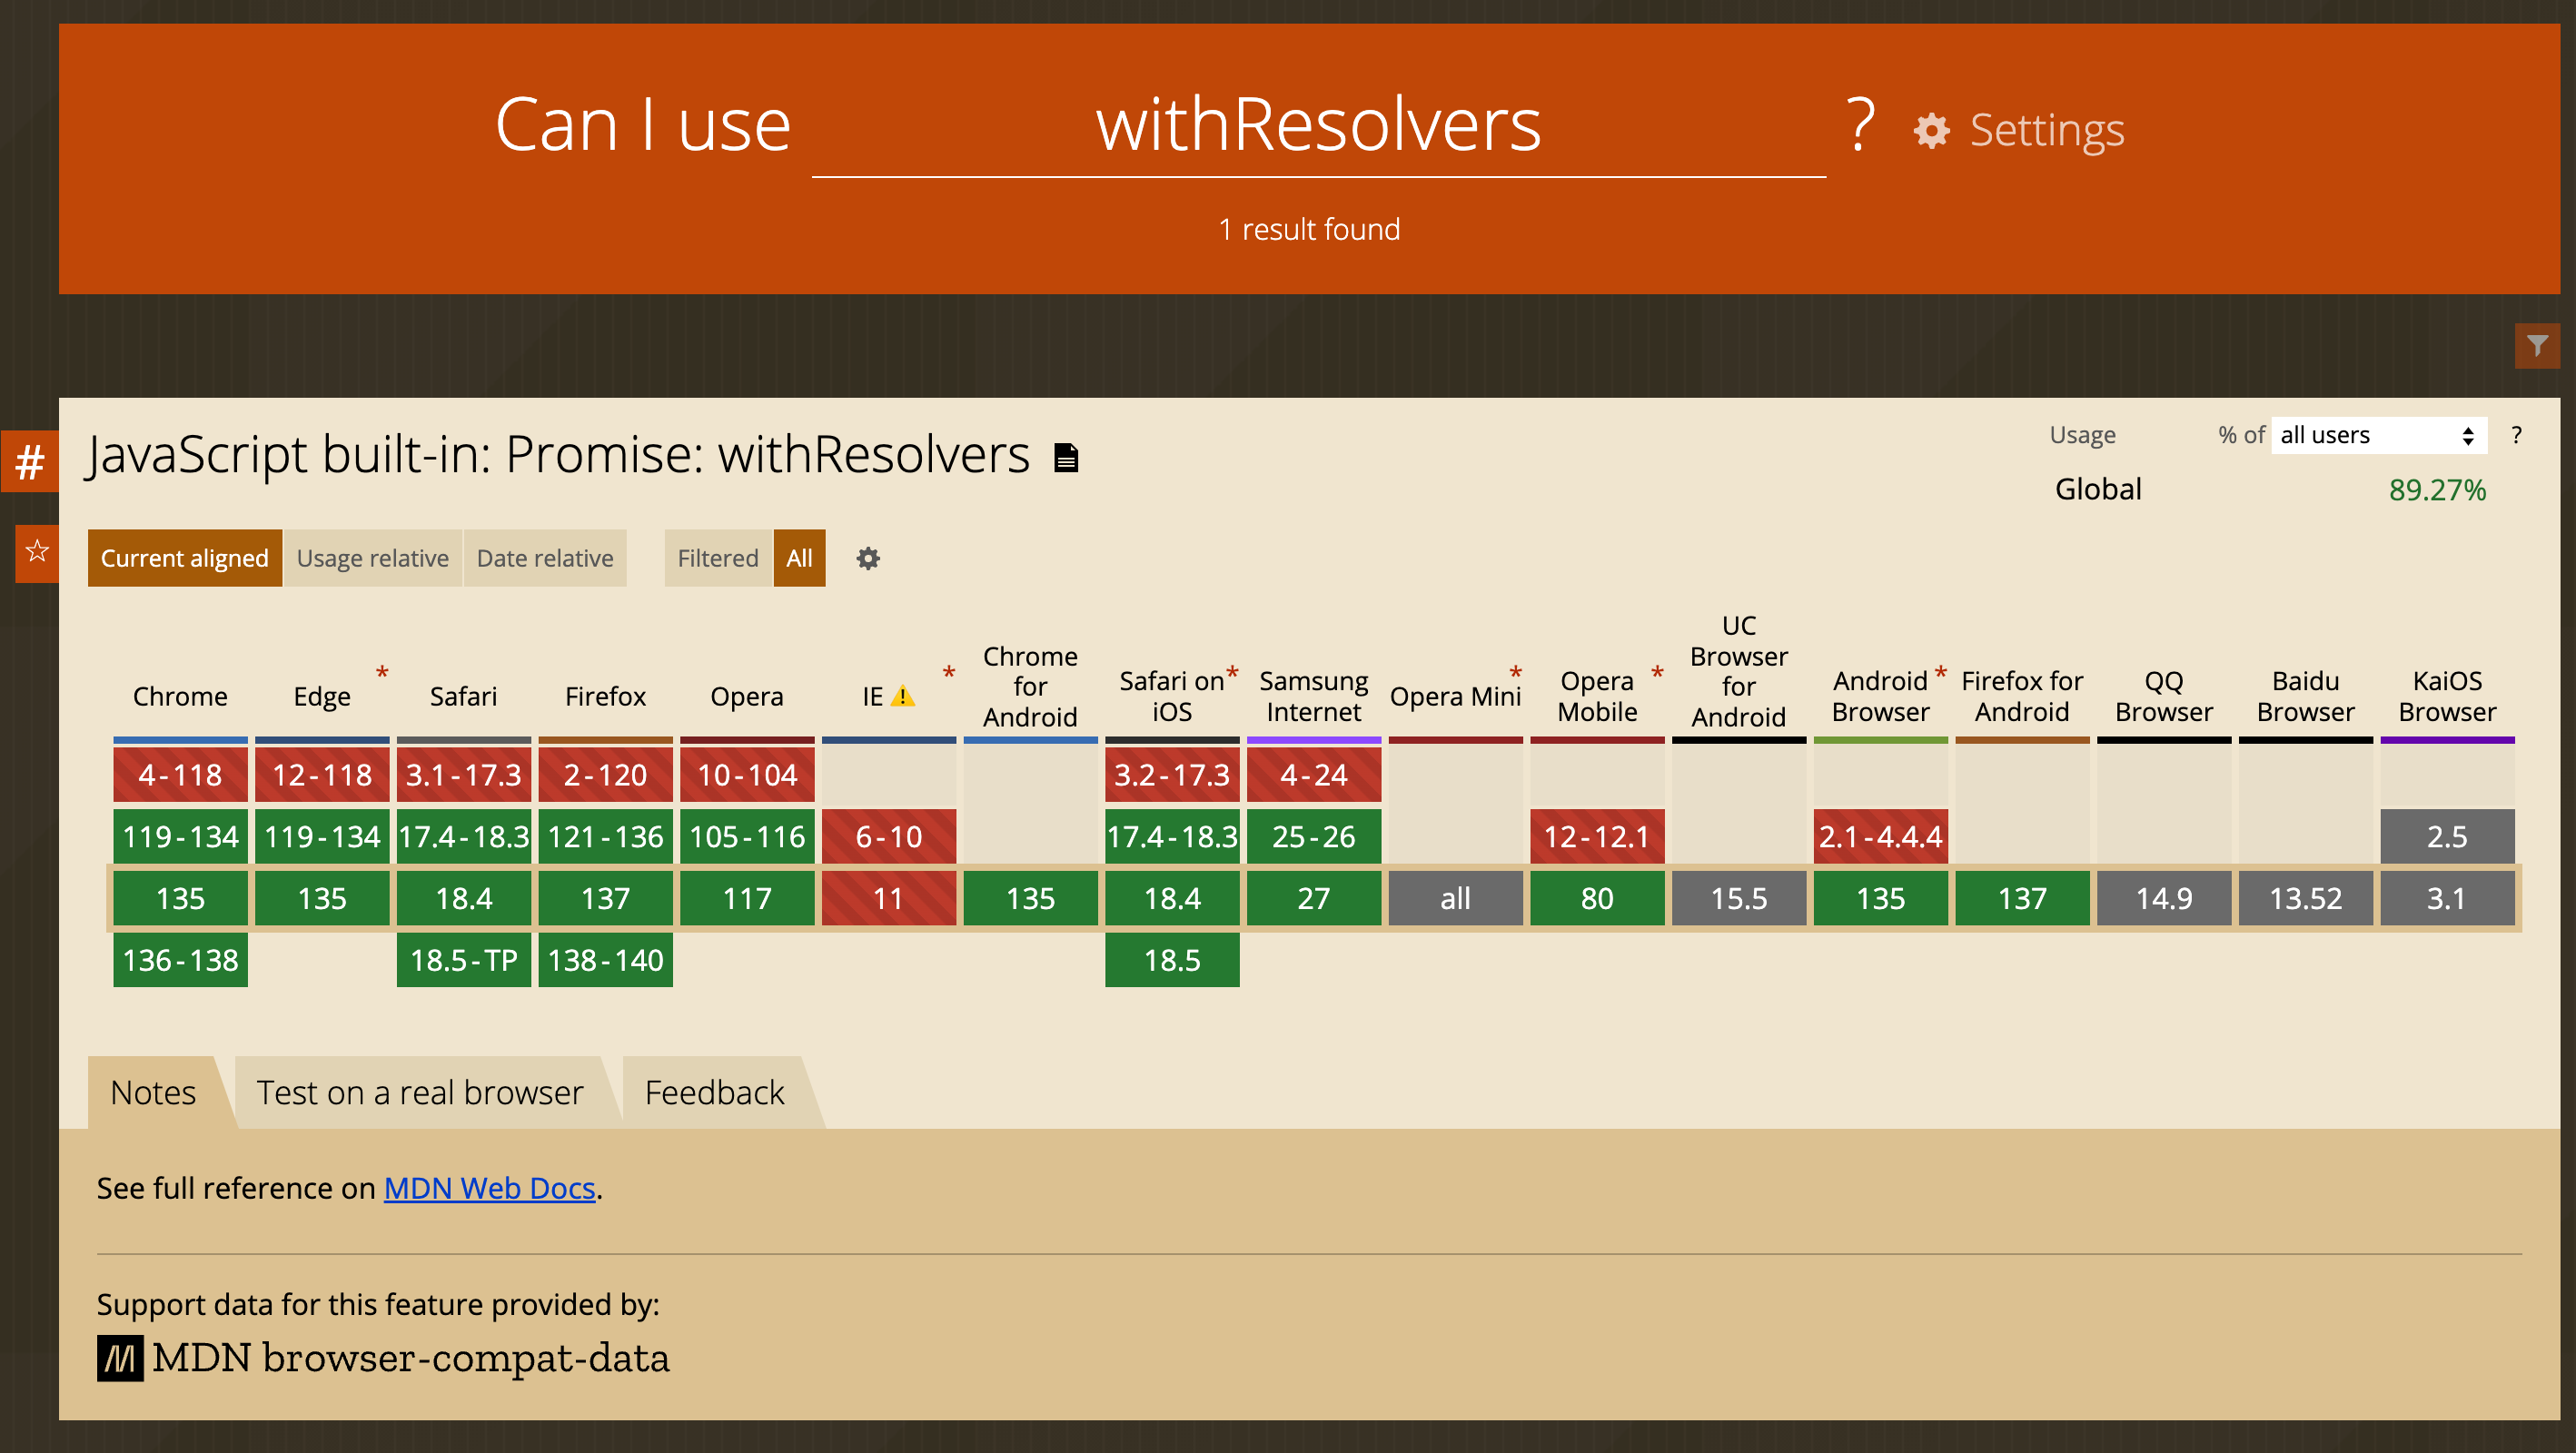 Can I use withResolvers ? Settings
1 result found
#
JavaScript built-in: Promise: withResolvers
Usage % of all users ?
Global 89.27%
Current aligned Usage relative Date relative Filtered All
Chrome
Edge *
Safari
Firefox
Opera
IE *
Chrome for Android
Safari on iOS *
Samsung Internet
Opera Mini *
Opera Mobile *
UC Browser for Android
Android Browser *
Firefox for Android
QQ Browser
Baidu Browser
KaiOS Browser
4-118 12-118 3.1-17.3 2-120 10-104 3.2-17.3 4-24
119-134 119-134 17.4-18.3 121-136 105-116 6-10 17.4-18.3 25-26 12-12.1 2.1-4.4.4 2.5
135 135 18.4 137 117 11 135 18.4 27 all 80 15.5 135 137 14.9 13.52 3.1
136-138 18.5-TP 138-140 18.5
Notes Test on a real browser Feedback
See full reference on MDN Web Docs.
Support data for this feature provided by:
MDN browser-compat-data